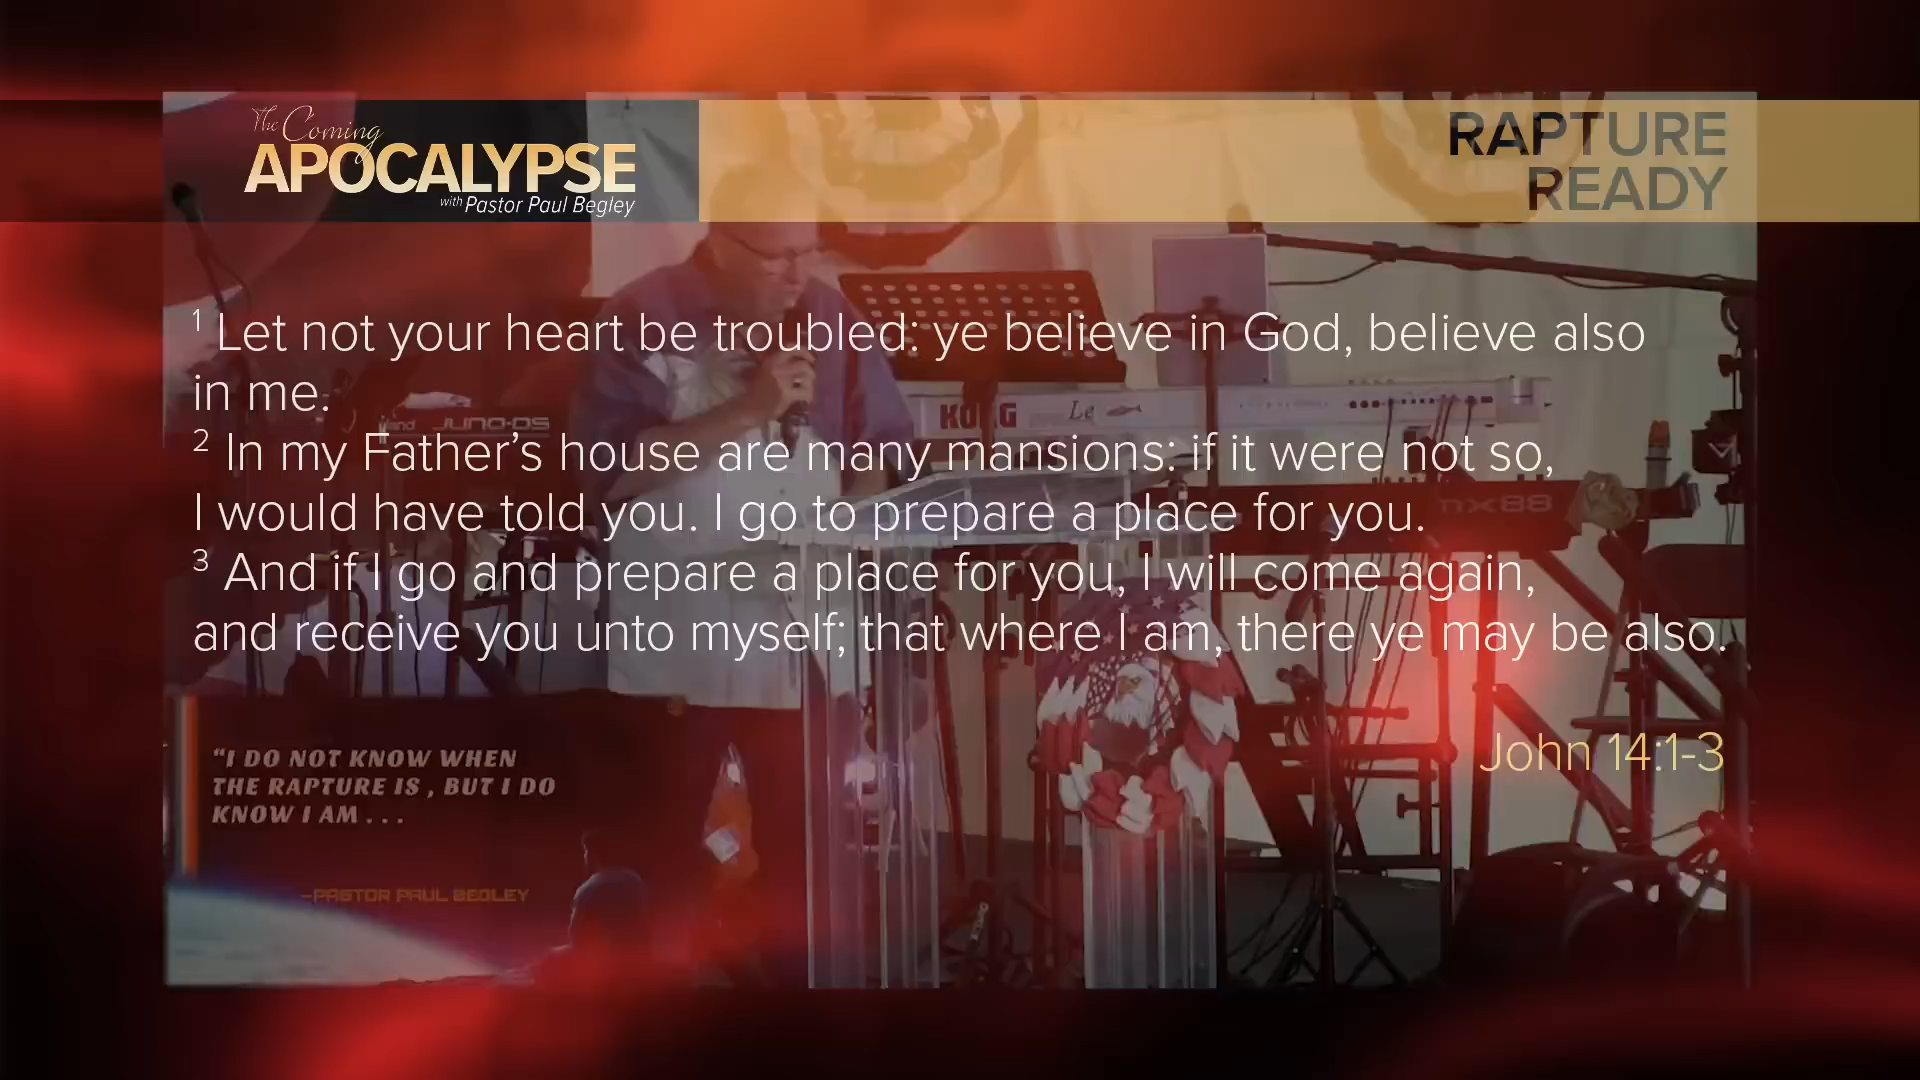 The Coming
APOCALYPSE
with Pastor Paul Begley
RAPTURE
READY
1 Let not your heart be troubled: ye believe in God, believe also
in me.
2 In my Father’s house are many mansions: if it were not so,
I would have told you. I go to prepare a place for you.
3 And if I go and prepare a place for you, I will come again,
and receive you unto myself; that where I am, there ye may be also.
John 14:1-3
KORG Le
JUNO-DS
nx88
“I DO NOT KNOW WHEN
THE RAPTURE IS , BUT I DO
KNOW I AM . . .
–PASTOR PAUL BEGLEY